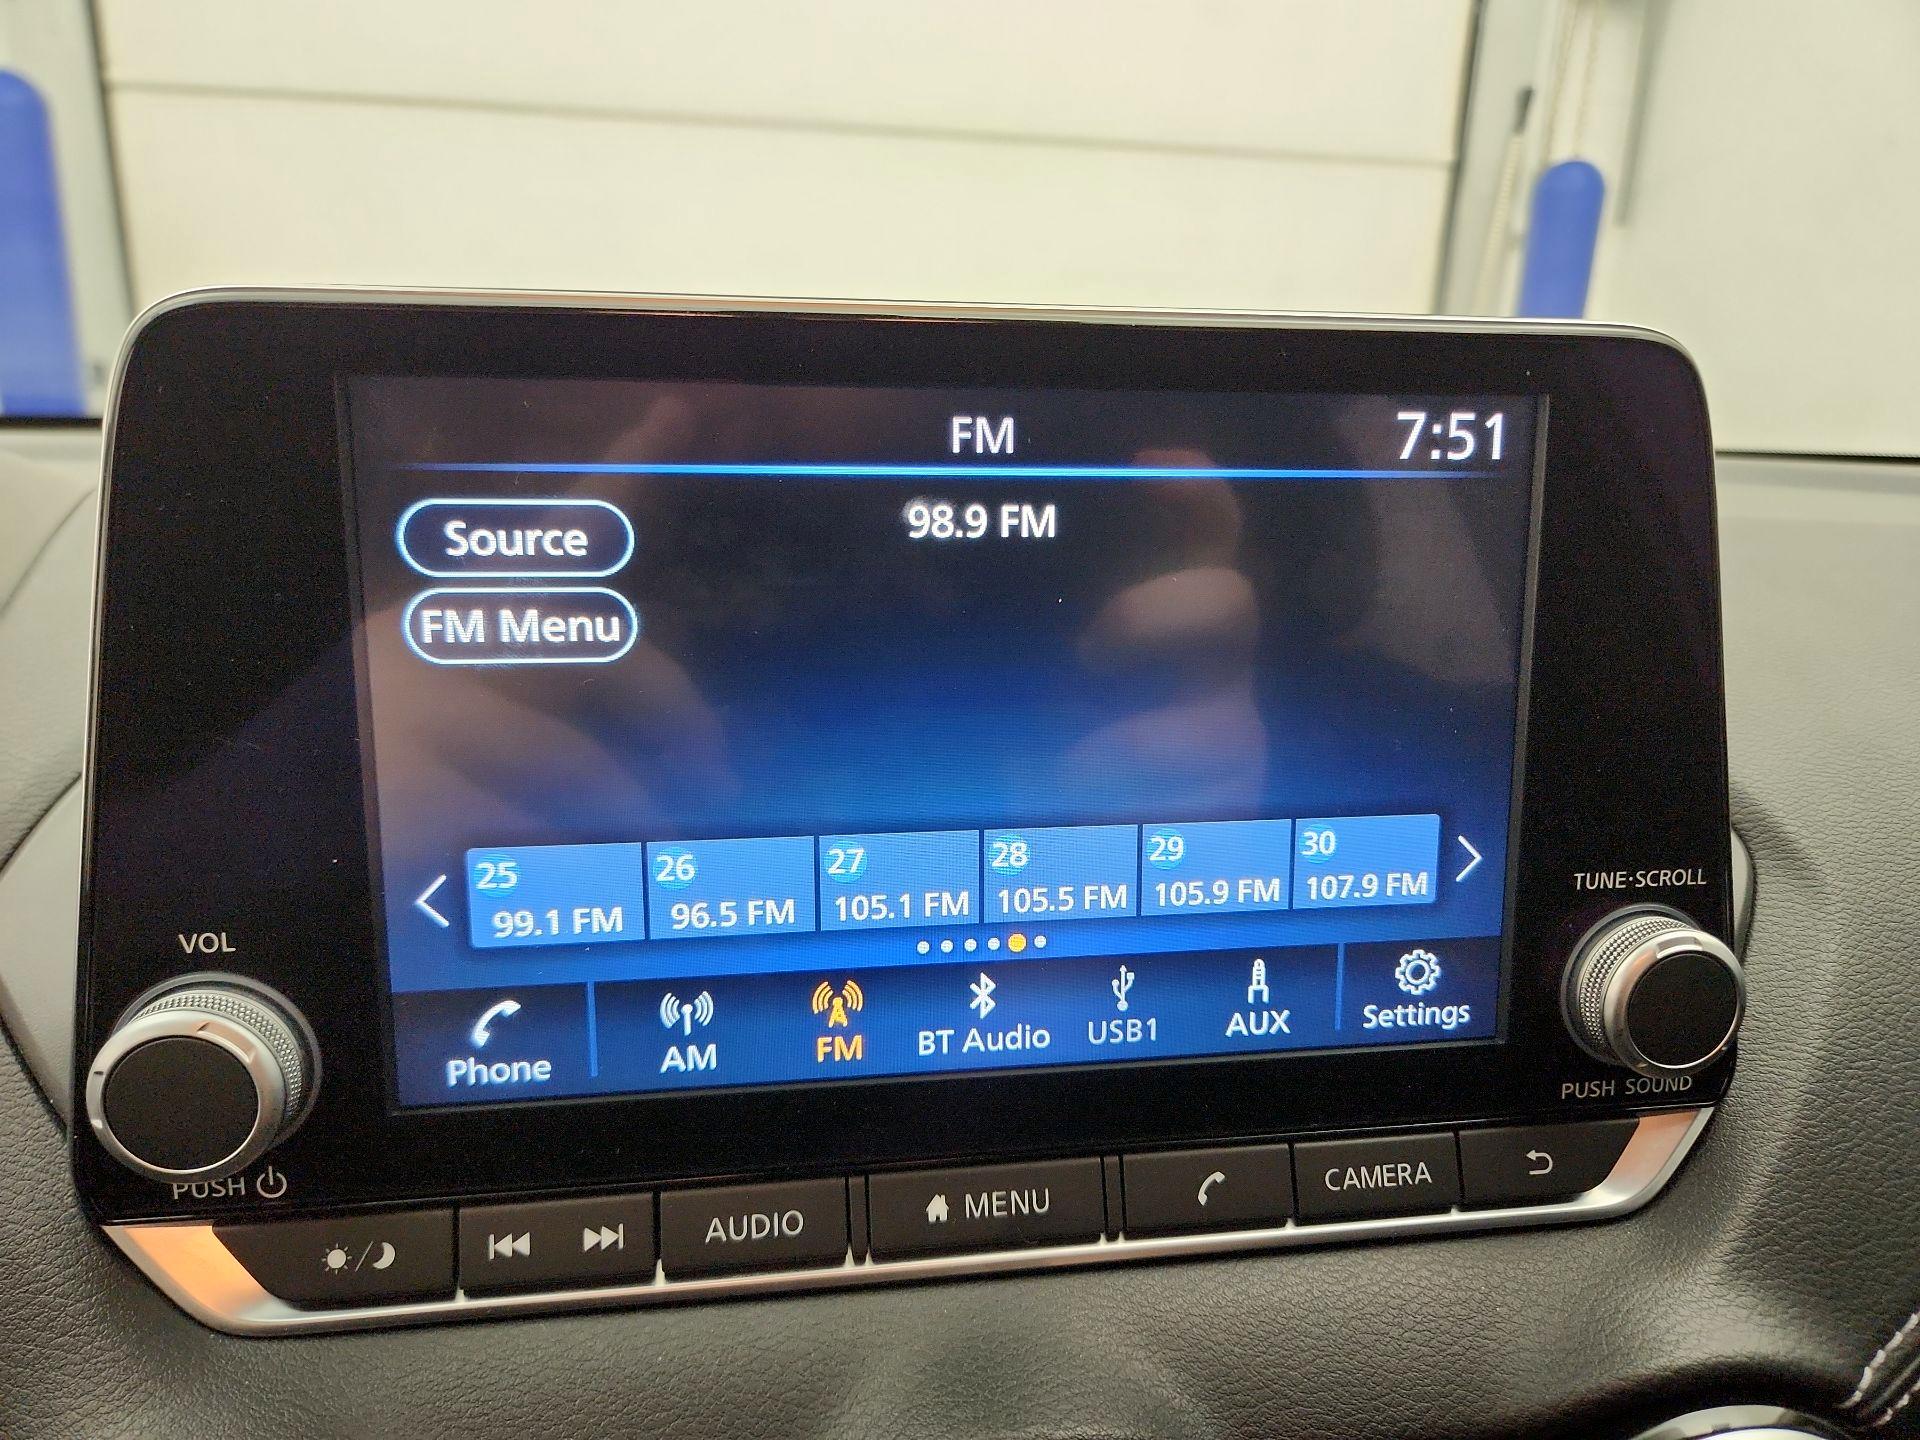 FM
7:51
Source
98.9 FM
FM Menu
25
26
27
28
29
30
99.1 FM
96.5 FM
105.1 FM
105.5 FM
105.9 FM
107.9 FM
Phone
AM
FM
BT Audio
USB1
AUX
Settings
VOL
PUSH
TUNE·SCROLL
PUSH SOUND
AUDIO
MENU
CAMERA